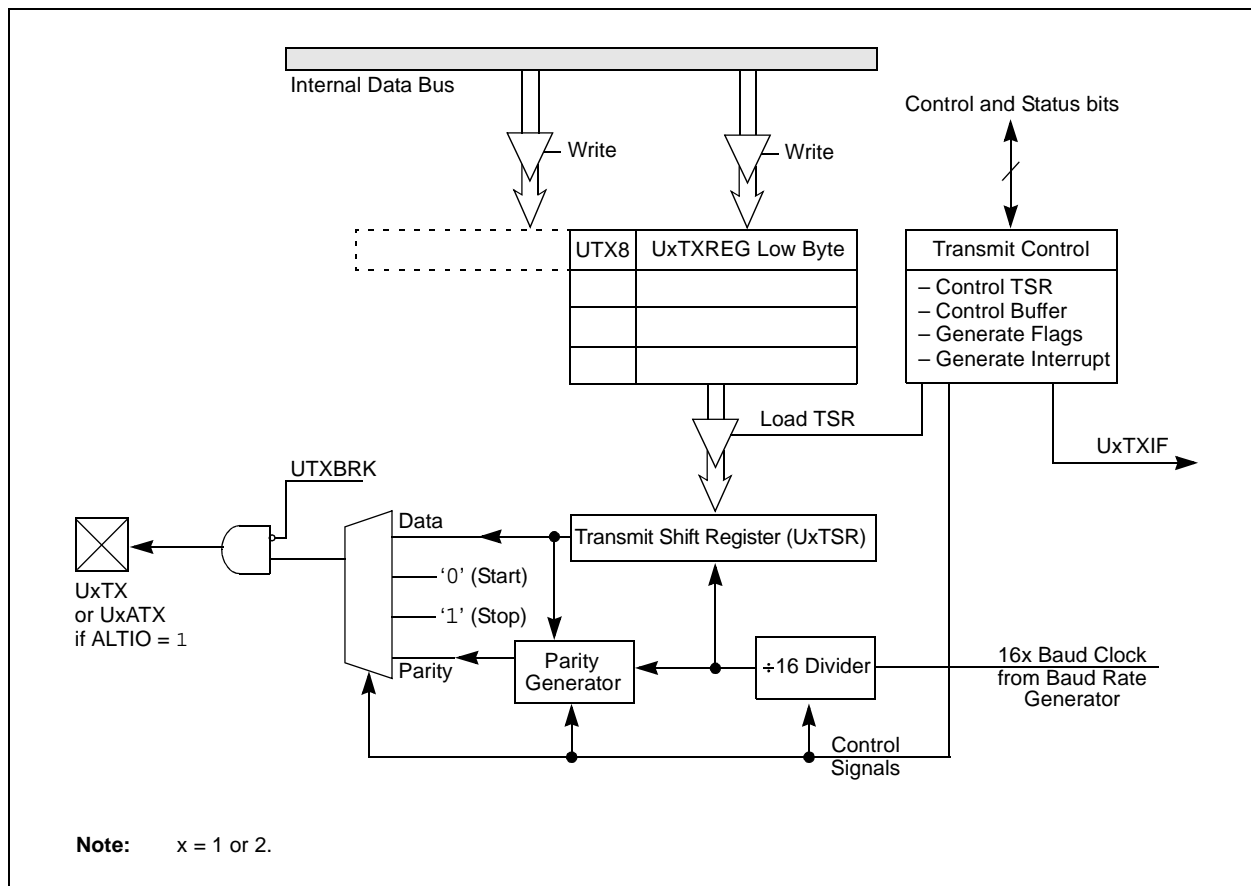 Internal Data Bus
Control and Status bits
Write
Write
UTX8
UxTXREG Low Byte
Transmit Control
– Control TSR
– Control Buffer
– Generate Flags
– Generate Interrupt
Load TSR
UxTXIF
UTXBRK
Data
Transmit Shift Register (UxTSR)
‘0’ (Start)
‘1’ (Stop)
UxTX
or UxATX
if ALTIO = 1
Parity
Parity
Generator
÷16 Divider
16x Baud Clock
from Baud Rate
Generator
Control
Signals
Note: x = 1 or 2.